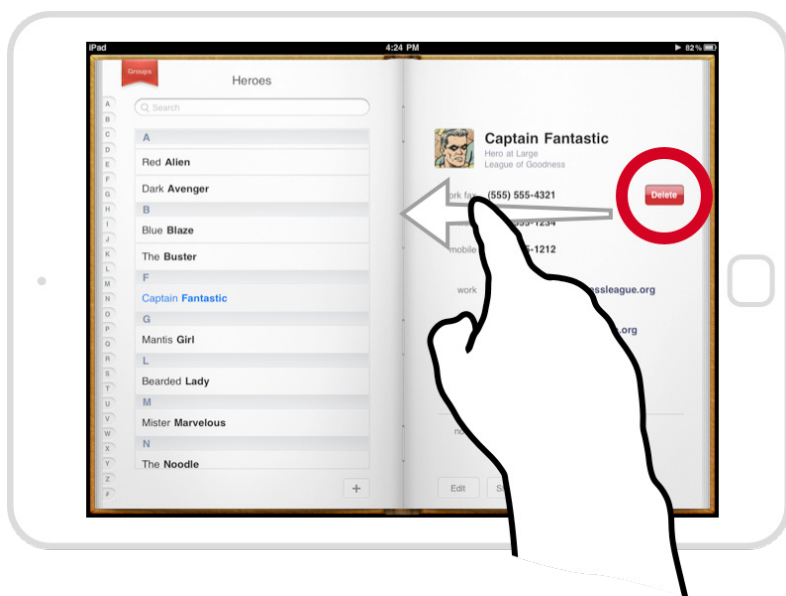 iPad 4:24 PM 82%
Groups
Heroes
Search
A
B
C
D
E
F
G
H
I
J
K
L
M
N
O
P
Q
R
S
T
U
V
W
X
Y
Z
#
A
Red Alien
Dark Avenger
B
Blue Blaze
The Buster
F
Captain Fantastic
G
Mantis Girl
L
Bearded Lady
M
Mister Marvelous
N
The Noodle
+
Captain Fantastic
Hero at Large
League of Goodness
work fax (555) 555-4321
Delete
mobile
work
Edit